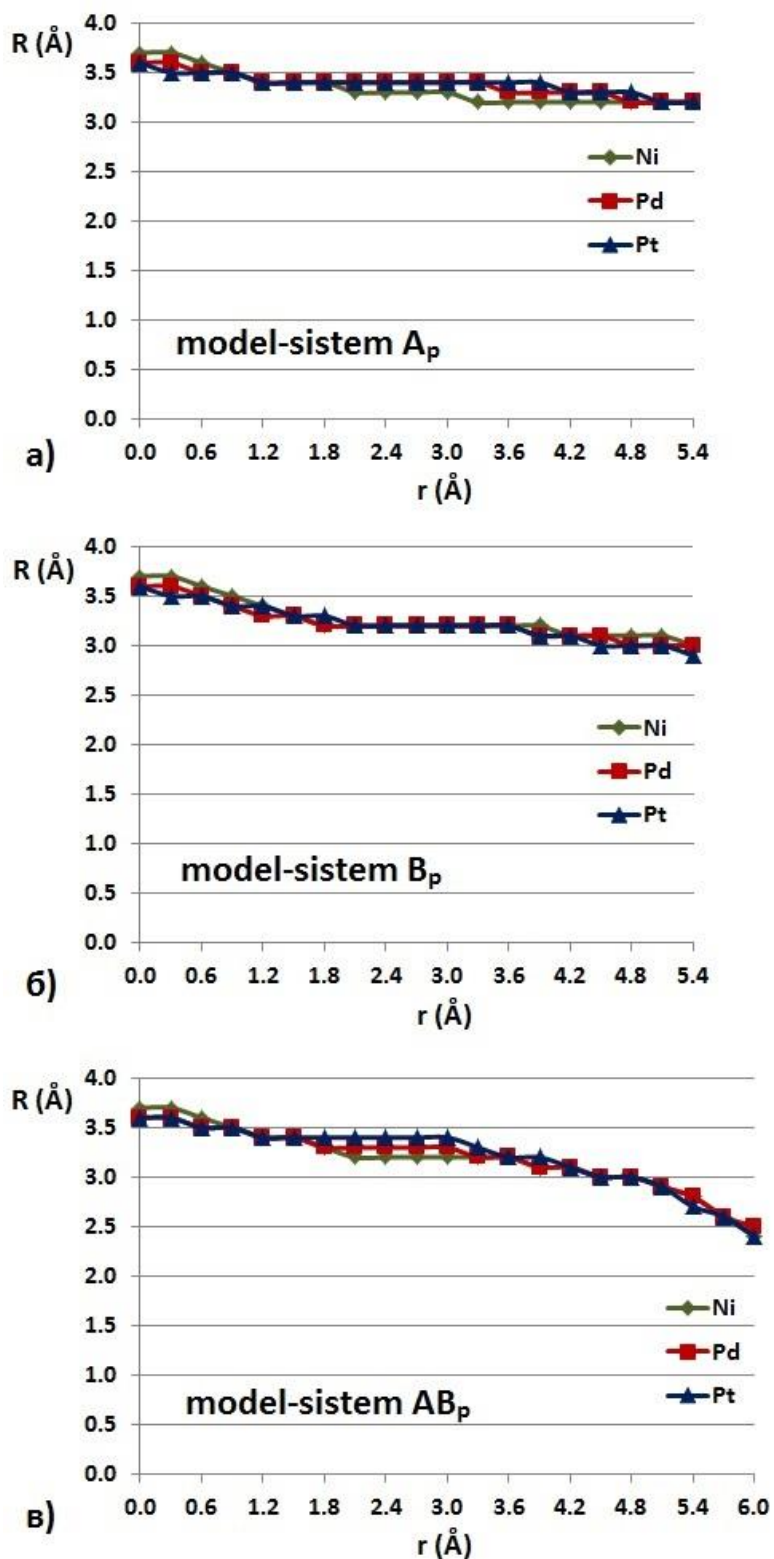 R (Å)
4.0
3.5
3.0
2.5
2.0
1.5
1.0
0.5
0.0
Ni
Pd
Pt
model-sistem Ap
а)
0.0 0.6 1.2 1.8 2.4 3.0 3.6 4.2 4.8 5.4
r (Å)
R (Å)
4.0
3.5
3.0
2.5
2.0
1.5
1.0
0.5
0.0
Ni
Pd
Pt
model-sistem Bp
б)
0.0 0.6 1.2 1.8 2.4 3.0 3.6 4.2 4.8 5.4
r (Å)
R (Å)
4.0
3.5
3.0
2.5
2.0
1.5
1.0
0.5
0.0
Ni
Pd
Pt
model-sistem ABp
в)
0.0 0.6 1.2 1.8 2.4 3.0 3.6 4.2 4.8 5.4 6.0
r (Å)